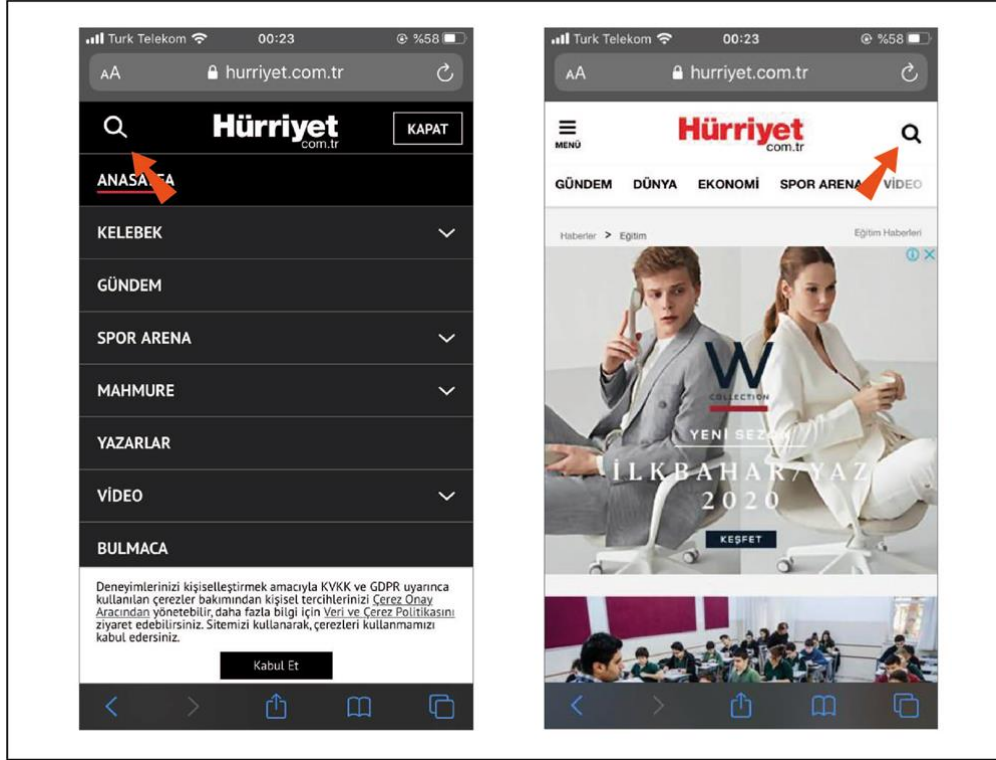 Turk Telekom 00:23 %58
AA hurriyet.com.tr
Hürriyet
com.tr
KAPAT
ANASAYFA
KELEBEK
GÜNDEM
SPOR ARENA
MAHMURE
YAZARLAR
VİDEO
BULMACA
Deneyimlerinizi kişiselleştirmek amacıyla KVKK ve GDPR uyarınca
kullanılan çerezler bakımından kişisel tercihlerinizi Çerez Onay
Aracından yönetebilir, daha fazla bilgi için Veri ve Çerez Politikasını
ziyaret edebilirsiniz. Sitemizi kullanarak, çerezleri kullanmamızı
kabul edersiniz.
Kabul Et
Turk Telekom 00:23 %58
AA hurriyet.com.tr
MENÜ
Hürriyet
com.tr
GÜNDEM DÜNYA EKONOMİ SPOR ARENA VİDEO
Haberler > Eğitim Eğitim Haberleri
W
COLLECTION
YENİ SEZON
İLKBAHAR/YAZ
2020
KEŞFET